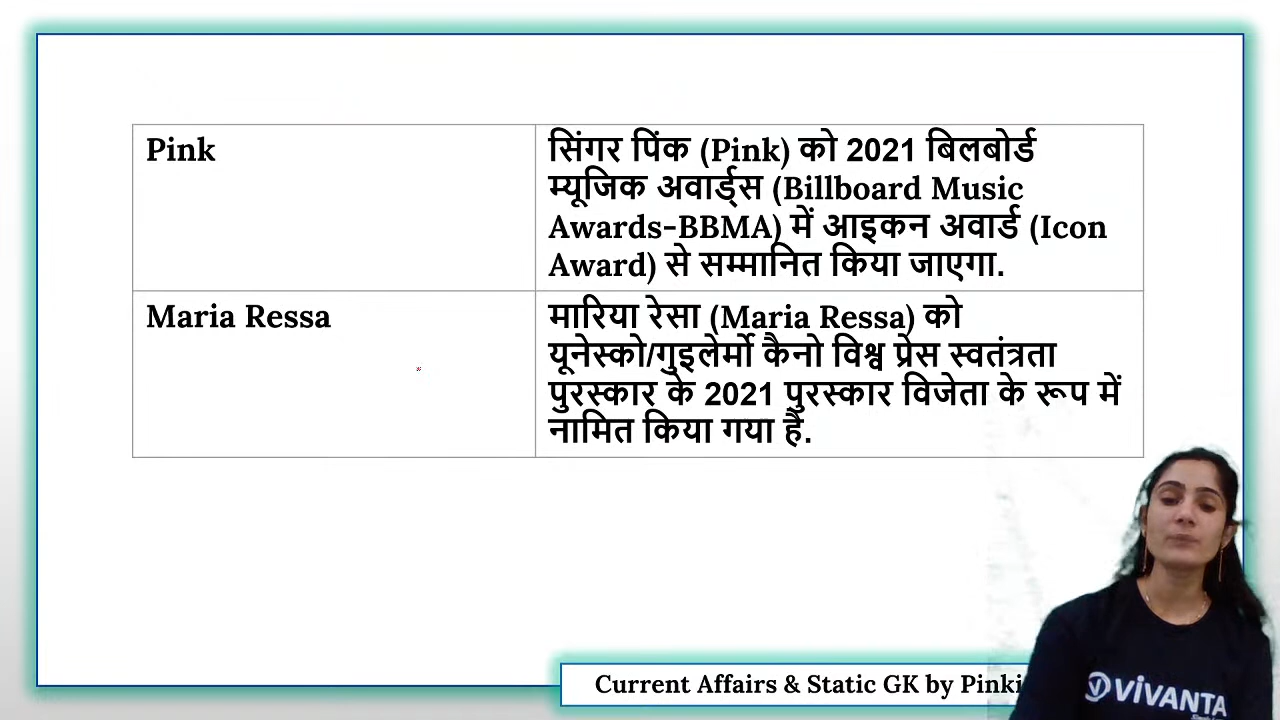 Pink
सिंगर पिंक (Pink) को 2021 बिलबोर्ड
म्यूजिक अवार्ड्स (Billboard Music
Awards-BBMA) में आइकन अवार्ड (Icon
Award) से सम्मानित किया जाएगा.
Maria Ressa
मारिया रेसा (Maria Ressa) को
यूनेस्को/गुइलेर्मो कैनो विश्व प्रेस स्वतंत्रता
पुरस्कार के 2021 पुरस्कार विजेता के रूप में
नामित किया गया है.
Current Affairs & Static GK by Pinki
VIVANTA